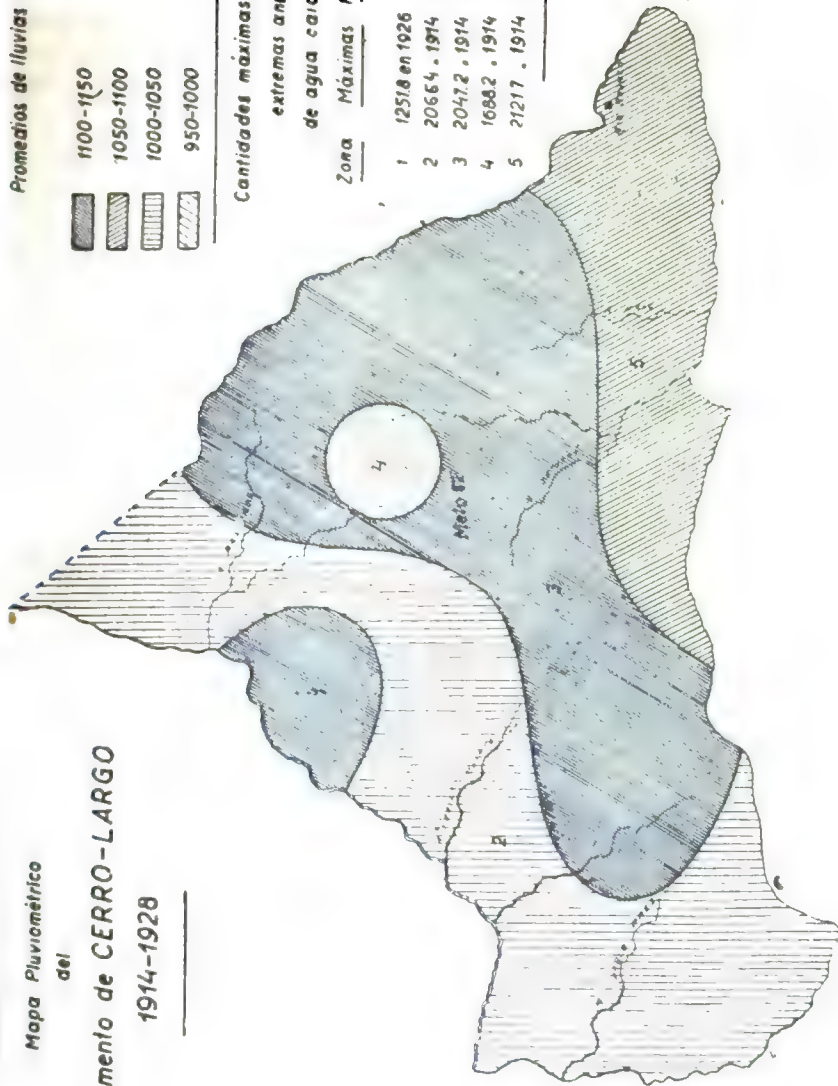 Mapa Pluviométrico
del
mento de CERRO-LARGO
1914-1928
Promedios de lluvias
1100-1150
1050-1100
1000-1050
950-1000
Cantidades máximas
extremas
de agua
Zona Máximas
1 1251.8 en 1926
2 2066.4 " 1914
3 2047.2 " 1914
4 1688.2 " 1914
5 2121.7 " 1914
1
2
3
4
5
Melo